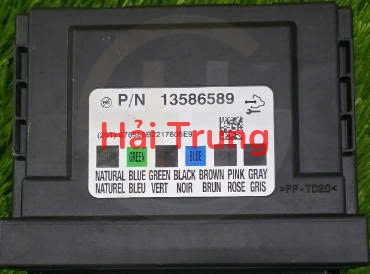 P/N 13586589
Hải Trung
GREEN BLUE
NATURAL BLUE GREEN BLACK BROWN PINK GRAY
NATUREL BLEU VERT NOIR BRUN ROSE GRIS
>PP-TD20<